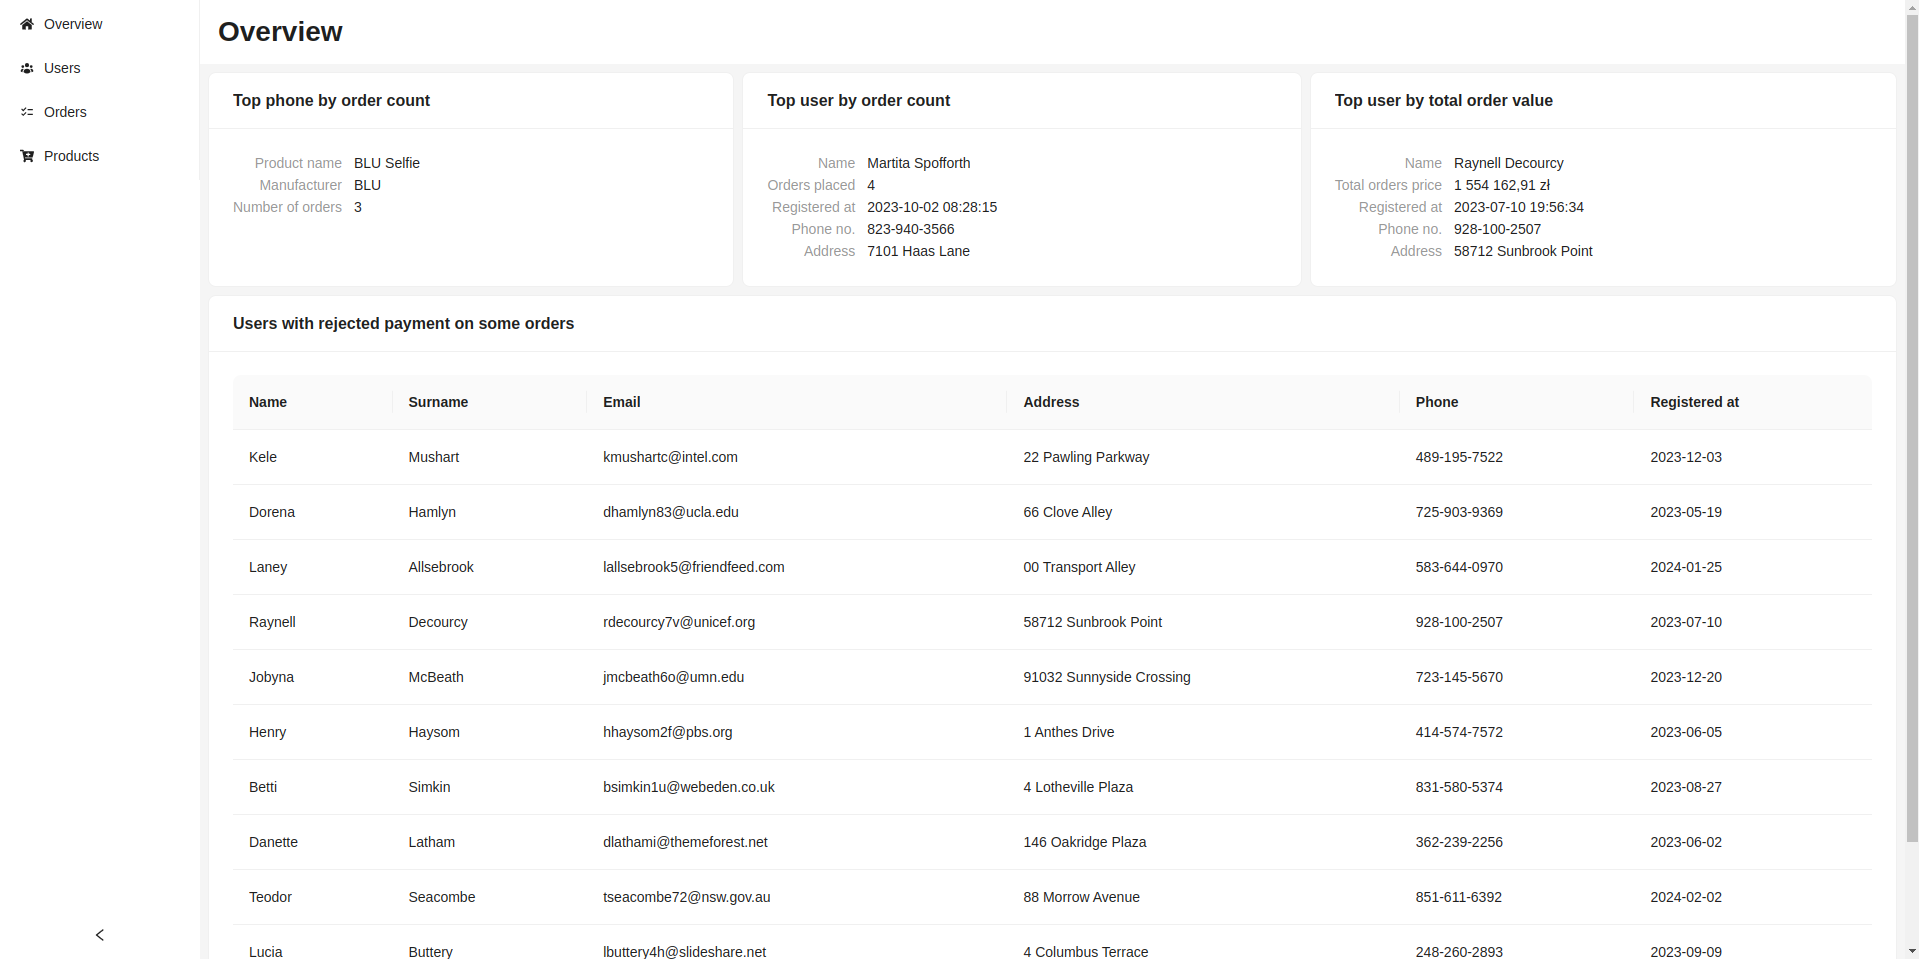 Overview
Users
Orders
Products
Overview
Top phone by order count
Product name BLU Selfie
Manufacturer BLU
Number of orders 3
Top user by order count
Name Martita Spofforth
Orders placed 4
Registered at 2023-10-02 08:28:15
Phone no. 823-940-3566
Address 7101 Haas Lane
Top user by total order value
Name Raynell Decourcy
Total orders price 1 554 162,91 zł
Registered at 2023-07-10 19:56:34
Phone no. 928-100-2507
Address 58712 Sunbrook Point
Users with rejected payment on some orders
Name Surname Email Address Phone Registered at
Kele Mushart kmushartc@intel.com 22 Pawling Parkway 489-195-7522 2023-12-03
Dorena Hamlyn dhamlyn83@ucla.edu 66 Clove Alley 725-903-9369 2023-05-19
Laney Allsebrook lallsebrook5@friendfeed.com 00 Transport Alley 583-644-0970 2024-01-25
Raynell Decourcy rdecourcy7v@unicef.org 58712 Sunbrook Point 928-100-2507 2023-07-10
Jobyna McBeath jmcbeath6o@umn.edu 91032 Sunnyside Crossing 723-145-5670 2023-12-20
Henry Haysom hhaysom2f@pbs.org 1 Anthes Drive 414-574-7572 2023-06-05
Betti Simkin bsimkin1u@webeden.co.uk 4 Lotheville Plaza 831-580-5374 2023-08-27
Danette Latham dlathami@themeforest.net 146 Oakridge Plaza 362-239-2256 2023-06-02
Teodor Seacombe tseacombe72@nsw.gov.au 88 Morrow Avenue 851-611-6392 2024-02-02
Lucia Buttery lbuttery4h@slideshare.net 4 Columbus Terrace 248-260-2893 2023-09-09